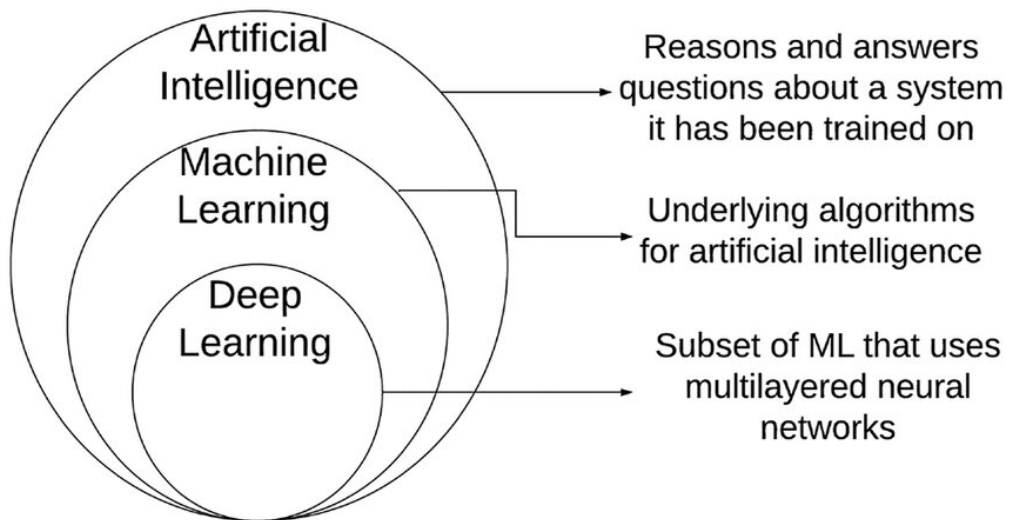 Artificial
Intelligence
Machine
Learning
Deep
Learning
Reasons and answers
questions about a system
it has been trained on
Underlying algorithms
for artificial intelligence
Subset of ML that uses
multilayered neural
networks